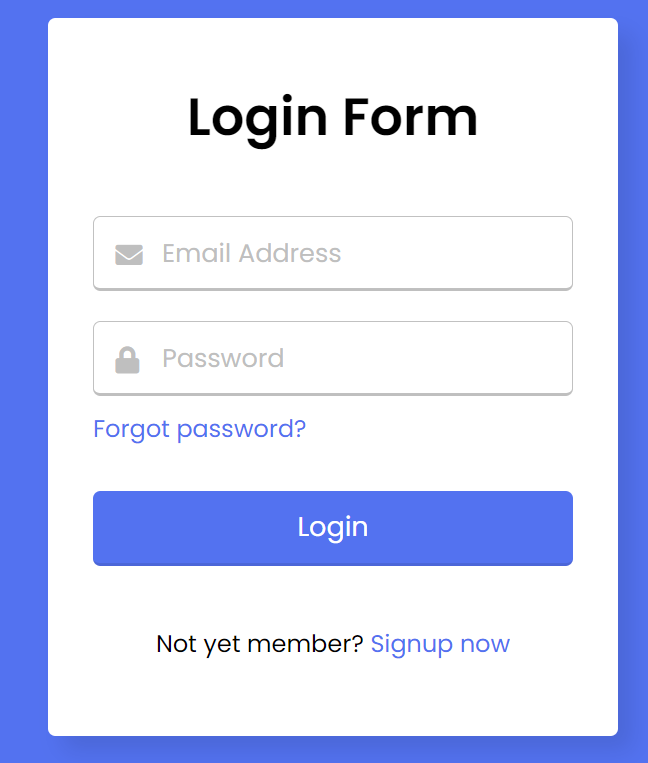 Login Form
Email Address
Password
Forgot password?
Login
Not yet member? Signup now